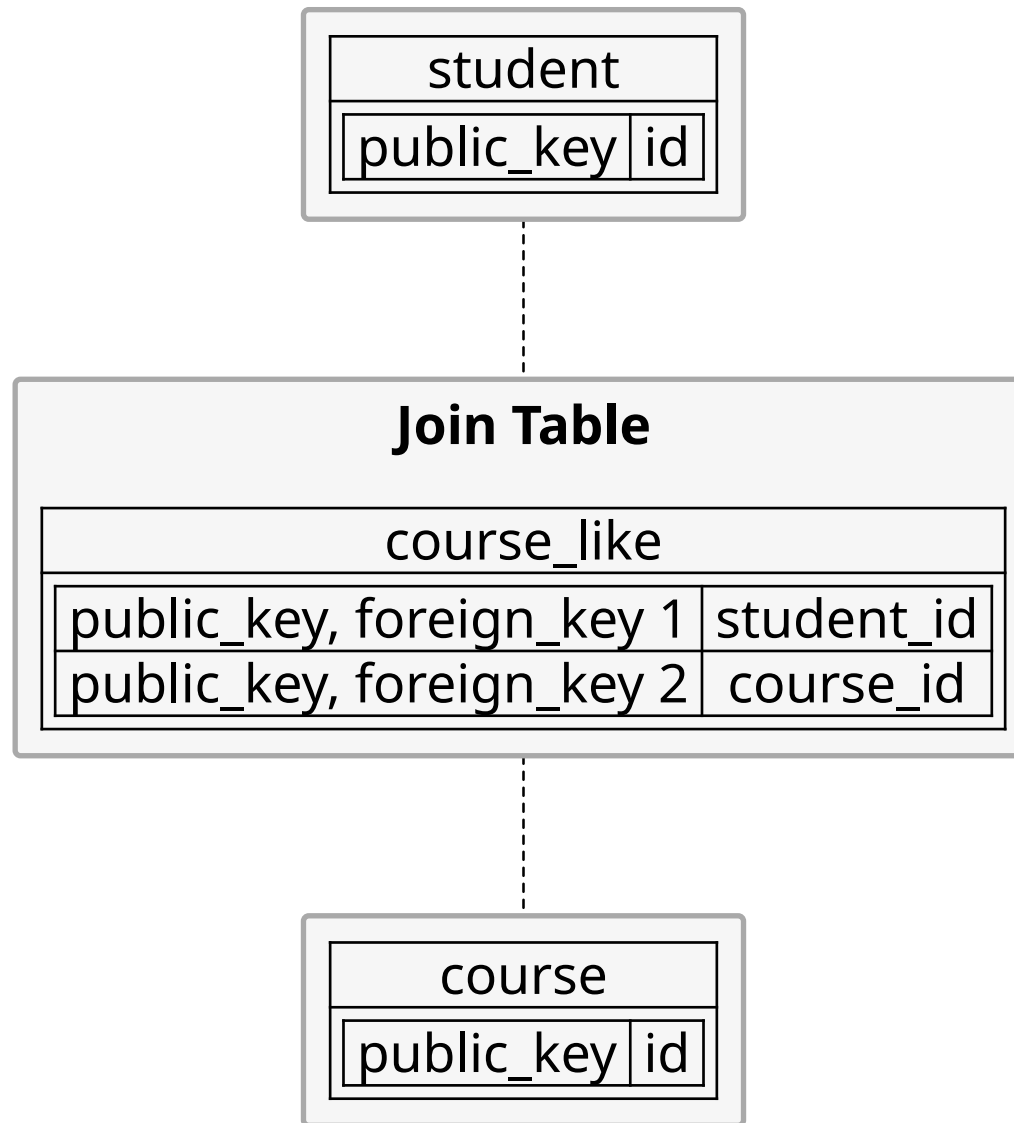 student
public_key id
Join Table
course_like
public_key, foreign_key 1 student_id
public_key, foreign_key 2 course_id
course
public_key id